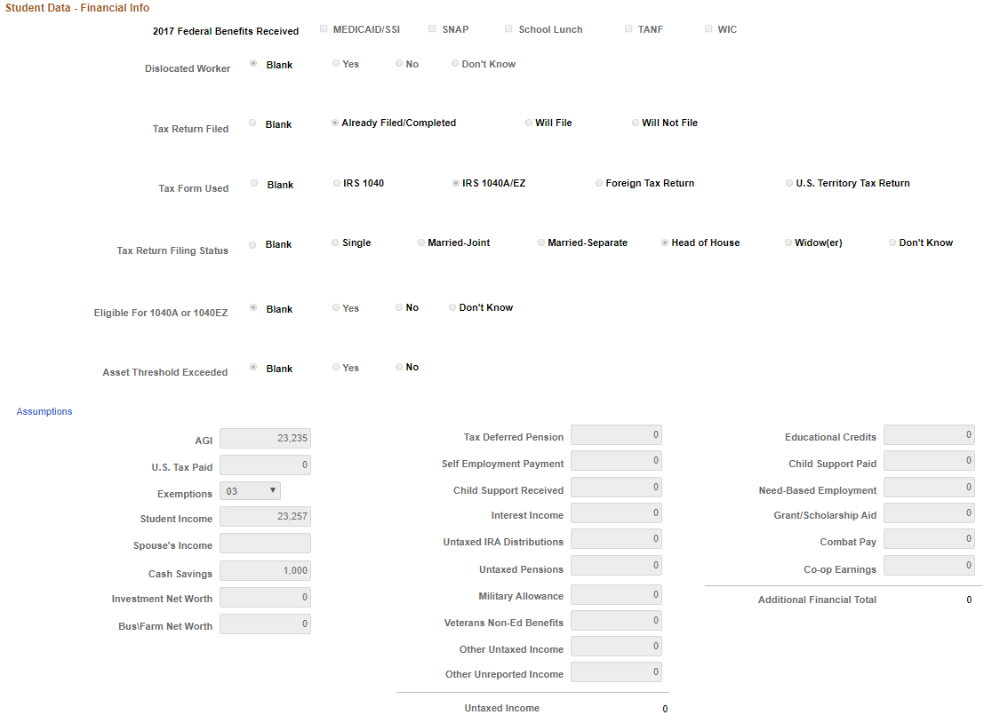 Student Data - Financial Info
2017 Federal Benefits Received MEDICAID/SSI SNAP School Lunch TANF WIC
Dislocated Worker Blank Yes No Don't Know
Tax Return Filed Blank Already Filed/Completed Will File Will Not File
Tax Form Used Blank IRS 1040 IRS 1040A/EZ Foreign Tax Return U.S. Territory Tax Return
Tax Return Filing Status Blank Single Married-Joint Married-Separate Head of House Widow(er) Don't Know
Eligible For 1040A or 1040EZ Blank Yes No Don't Know
Asset Threshold Exceeded Blank Yes No
Assumptions
AGI 23,235
U.S. Tax Paid 0
Exemptions 03
Student Income 23,257
Spouse's Income
Cash Savings 1,000
Investment Net Worth 0
Bus\Farm Net Worth 0
Tax Deferred Pension 0
Self Employment Payment 0
Child Support Received 0
Interest Income 0
Untaxed IRA Distributions 0
Untaxed Pensions 0
Military Allowance 0
Veterans Non-Ed Benefits 0
Other Untaxed Income 0
Other Unreported Income 0
Untaxed Income 0
Educational Credits 0
Child Support Paid 0
Need-Based Employment 0
Grant/Scholarship Aid 0
Combat Pay 0
Co-op Earnings 0
Additional Financial Total 0